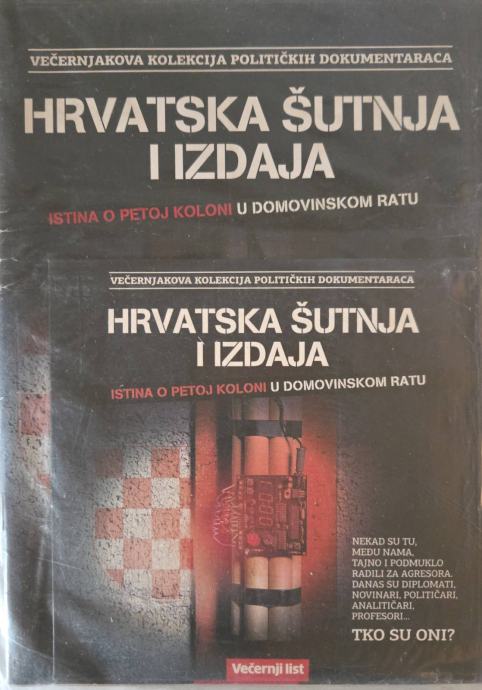 VEČERNJAKOVA KOLEKCIJA POLITIČKIH DOKUMENTARACA
HRVATSKA ŠUTNJA
I IZDAJA
ISTINA O PETOJ KOLONI U DOMOVINSKOM RATU
VEČERNJAKOVA KOLEKCIJA POLITIČKIH DOKUMENTARACA
HRVATSKA ŠUTNJA
I IZDAJA
ISTINA O PETOJ KOLONI U DOMOVINSKOM RATU
NEKAD SU TU,
MEĐU NAMA,
TAJNO I PODMUKLO
RADILI ZA AGRESORA.
DANAS SU DIPLOMATI,
NOVINARI, POLITIČARI,
ANALITIČARI,
PROFESORI...
TKO SU ONI?
Večernji list